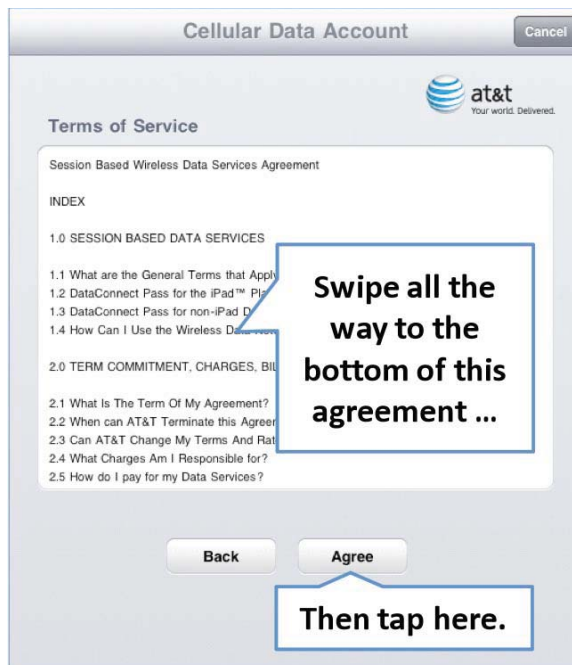 Cellular Data Account
Cancel
at&t
Your world. Delivered.
Terms of Service
Session Based Wireless Data Services Agreement
INDEX
1.0 SESSION BASED DATA SERVICES
1.1 What are the General Terms that Apply
1.2 DataConnect Pass for the iPad™ Pla
1.3 DataConnect Pass for non-iPad D
1.4 How Can I Use the Wireless Da
2.0 TERM COMMITMENT, CHARGES, BIL
2.1 What Is The Term Of My Agreement?
2.2 When can AT&T Terminate this Agreer
2.3 Can AT&T Change My Terms And Rat
2.4 What Charges Am I Responsible for?
2.5 How do I pay for my Data Services?
Swipe all the
way to the
bottom of this
agreement ...
Back
Agree
Then tap here.